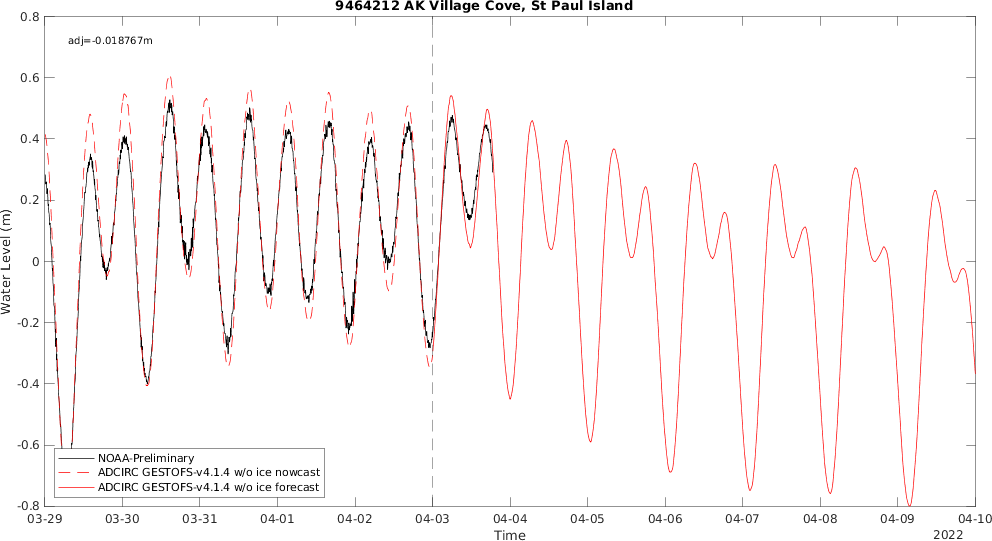 9464212 AK Village Cove, St Paul Island
adj=-0.018767m
0.8
0.6
0.4
0.2
0
-0.2
-0.4
-0.6
-0.8
Water Level (m)
NOAA-Preliminary
ADCIRC GESTOFS-v4.1.4 w/o ice nowcast
ADCIRC GESTOFS-v4.1.4 w/o ice forecast
03-29 03-30 03-31 04-01 04-02 04-03 04-04 04-05 04-06 04-07 04-08 04-09 04-10
Time
2022